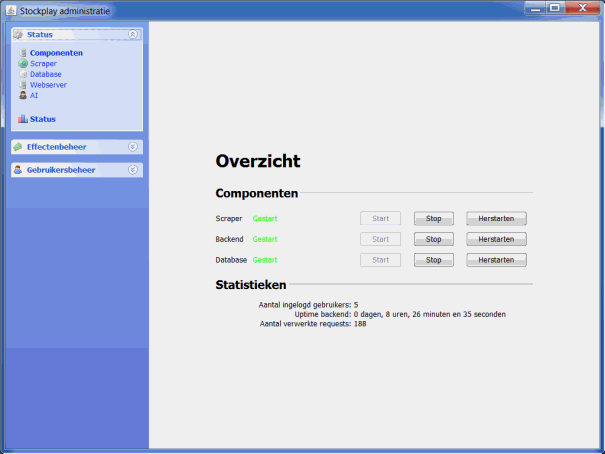 Stockplay administratie
Status
Componenten
Scraper
Database
Webserver
AI
Status
Effectenbeheer
Gebruikersbeheer
Overzicht
Componenten
Scraper Gestart Start Stop Herstarten
Backend Gestart Start Stop Herstarten
Database Gestart Start Stop Herstarten
Statistieken
Aantal ingelogd gebruikers: 5
Uptime backend: 0 dagen, 8 uren, 26 minuten en 35 seconden
Aantal verwerkte requests: 188